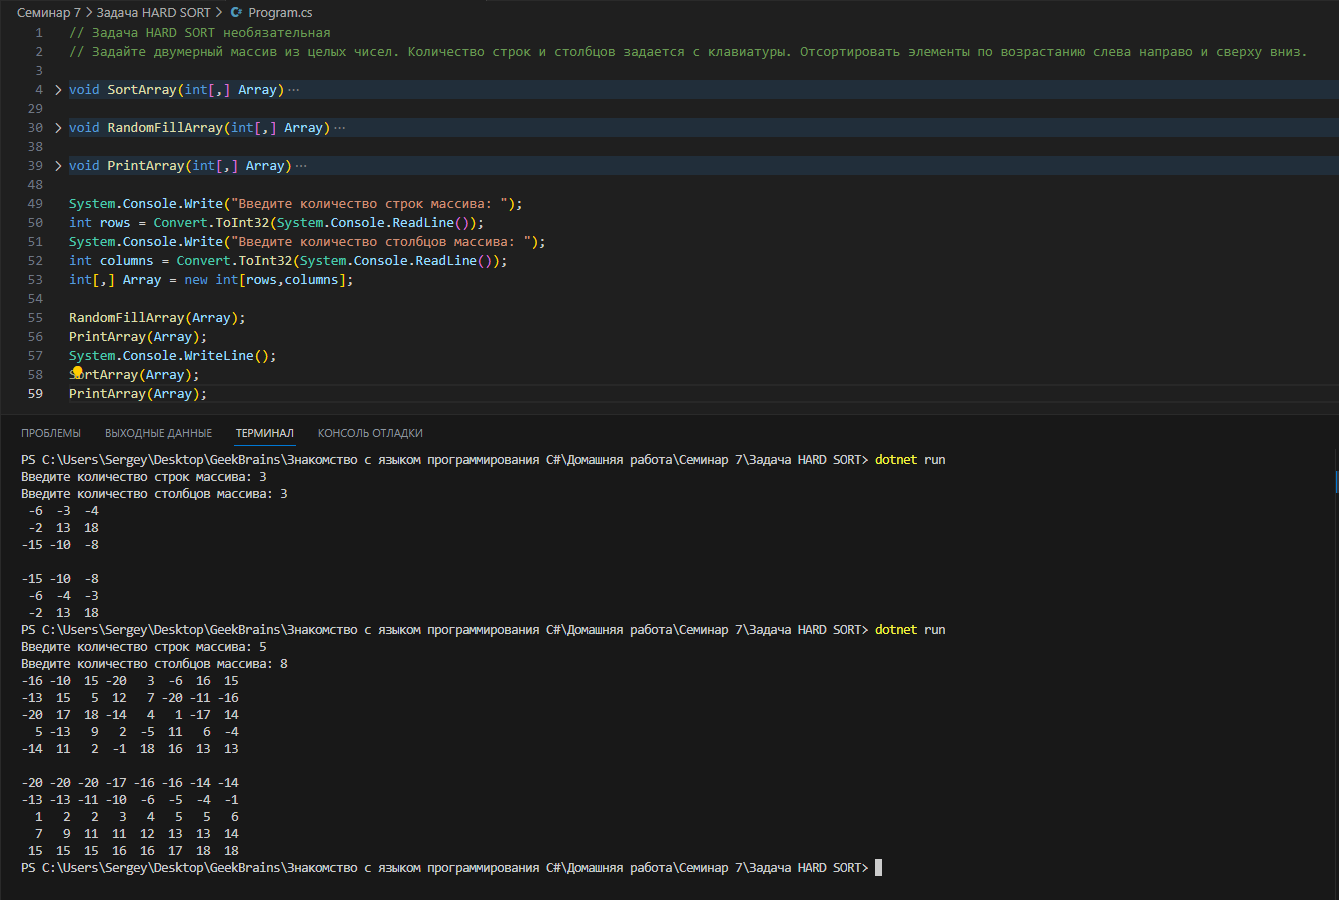 Семинар 7 > Задача HARD SORT > C# Program.cs
1 // Задача HARD SORT необязательная
2 // Задайте двумерный массив из целых чисел. Количество строк и столбцов задается с клавиатуры. Отсортировать элементы по возрастанию слева направо и сверху вниз.
3
4 > void SortArray(int[,] Array) ···
29
30 > void RandomFillArray(int[,] Array) ···
38
39 > void PrintArray(int[,] Array) ···
48
49 System.Console.Write("Введите количество строк массива: ");
50 int rows = Convert.ToInt32(System.Console.ReadLine());
51 System.Console.Write("Введите количество столбцов массива: ");
52 int columns = Convert.ToInt32(System.Console.ReadLine());
53 int[,] Array = new int[rows,columns];
54
55 RandomFillArray(Array);
56 PrintArray(Array);
57 System.Console.WriteLine();
58 SortArray(Array);
59 PrintArray(Array);
ПРОБЛЕМЫ ВЫХОДНЫЕ ДАННЫЕ ТЕРМИНАЛ КОНСОЛЬ ОТЛАДКИ
PS C:\Users\Sergey\Desktop\GeekBrains\Знакомство с языком программирования C#\Домашняя работа\Семинар 7\Задача HARD SORT> dotnet run
Введите количество строк массива: 3
Введите количество столбцов массива: 3
 -6  -3  -4
 -2  13  18
-15 -10  -8

-15 -10  -8
 -6  -4  -3
 -2  13  18
PS C:\Users\Sergey\Desktop\GeekBrains\Знакомство с языком программирования C#\Домашняя работа\Семинар 7\Задача HARD SORT> dotnet run
Введите количество строк массива: 5
Введите количество столбцов массива: 8
-16 -10  15 -20   3  -6  16  15
-13  15   5  12   7 -20 -11 -16
-20  17  18 -14   4   1 -17  14
  5 -13   9   2  -5  11   6  -4
-14  11   2  -1  18  16  13  13

-20 -20 -20 -17 -16 -16 -14 -14
-13 -13 -11 -10  -6  -5  -4  -1
  1   2   2   3   4   5   5   6
  7   9  11  11  12  13  13  14
 15  15  15  16  16  17  18  18
PS C:\Users\Sergey\Desktop\GeekBrains\Знакомство с языком программирования C#\Домашняя работа\Семинар 7\Задача HARD SORT>